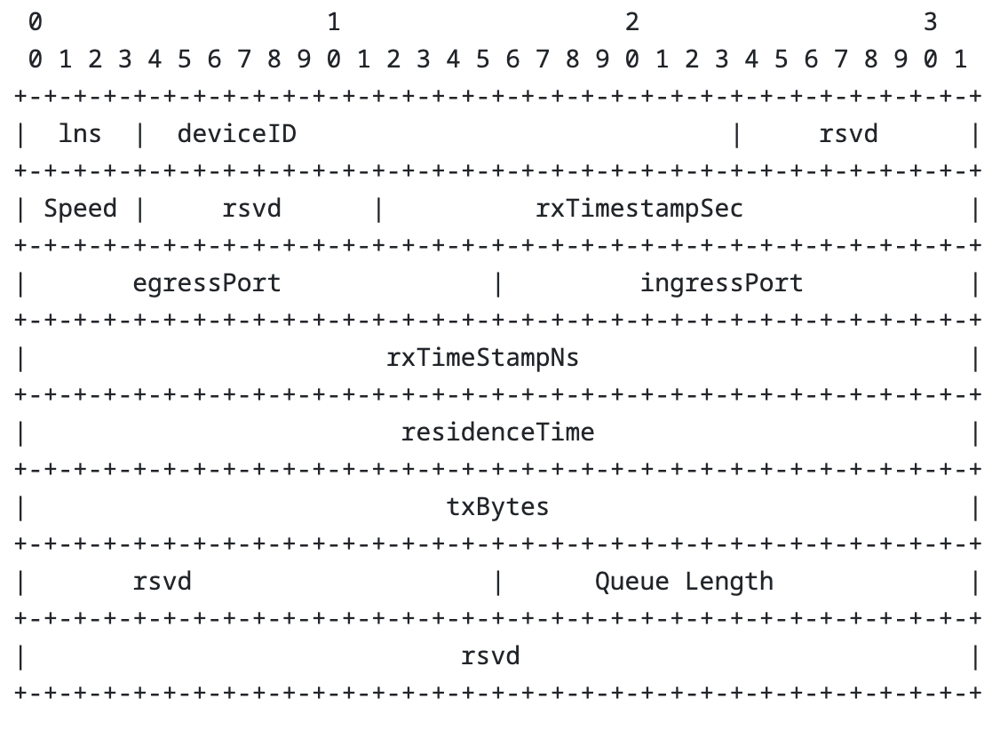 0                   1                   2                   3
 0 1 2 3 4 5 6 7 8 9 0 1 2 3 4 5 6 7 8 9 0 1 2 3 4 5 6 7 8 9 0 1
+-+-+-+-+-+-+-+-+-+-+-+-+-+-+-+-+-+-+-+-+-+-+-+-+-+-+-+-+-+-+-+-+
|  lns  |  deviceID                             |     rsvd      |
+-+-+-+-+-+-+-+-+-+-+-+-+-+-+-+-+-+-+-+-+-+-+-+-+-+-+-+-+-+-+-+-+
| Speed |     rsvd      |          rxTimestampSec               |
+-+-+-+-+-+-+-+-+-+-+-+-+-+-+-+-+-+-+-+-+-+-+-+-+-+-+-+-+-+-+-+-+
|       egressPort              |         ingressPort           |
+-+-+-+-+-+-+-+-+-+-+-+-+-+-+-+-+-+-+-+-+-+-+-+-+-+-+-+-+-+-+-+-+
|                        rxTimeStampNs                          |
+-+-+-+-+-+-+-+-+-+-+-+-+-+-+-+-+-+-+-+-+-+-+-+-+-+-+-+-+-+-+-+-+
|                         residenceTime                         |
+-+-+-+-+-+-+-+-+-+-+-+-+-+-+-+-+-+-+-+-+-+-+-+-+-+-+-+-+-+-+-+-+
|                            txBytes                            |
+-+-+-+-+-+-+-+-+-+-+-+-+-+-+-+-+-+-+-+-+-+-+-+-+-+-+-+-+-+-+-+-+
|       rsvd                    |      Queue Length             |
+-+-+-+-+-+-+-+-+-+-+-+-+-+-+-+-+-+-+-+-+-+-+-+-+-+-+-+-+-+-+-+-+
|                             rsvd                              |
+-+-+-+-+-+-+-+-+-+-+-+-+-+-+-+-+-+-+-+-+-+-+-+-+-+-+-+-+-+-+-+-+